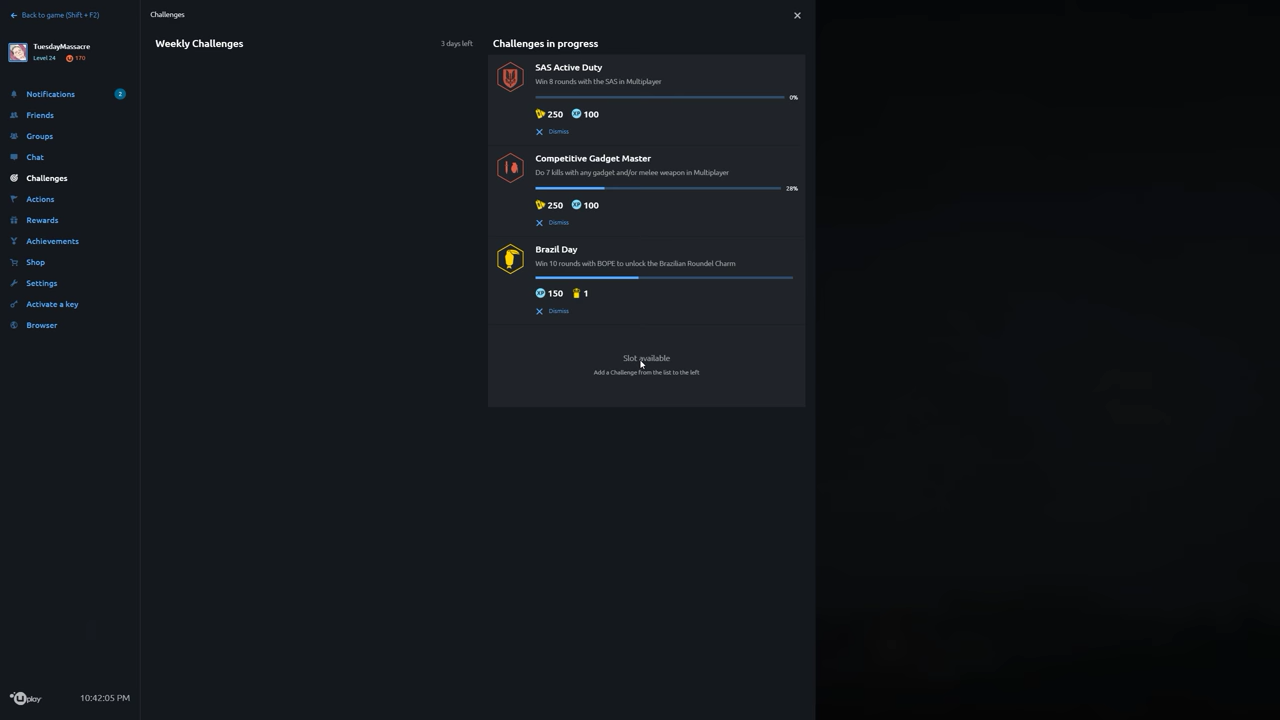 Back to game (Shift + F2)
TuesdayMassacre
Level 24 170
Notifications 2
Friends
Groups
Chat
Challenges
Actions
Rewards
Achievements
Shop
Settings
Activate a key
Browser
uplay 10:42:05 PM
Challenges
Weekly Challenges 3 days left
Challenges in progress
SAS Active Duty
Win 8 rounds with the SAS in Multiplayer
0%
250 XP 100
Dismiss
Competitive Gadget Master
Do 7 kills with any gadget and/or melee weapon in Multiplayer
28%
250 XP 100
Dismiss
Brazil Day
Win 10 rounds with BOPE to unlock the Brazilian Roundel Charm
XP 150 1
Dismiss
Slot available
Add a Challenge from the list to the left